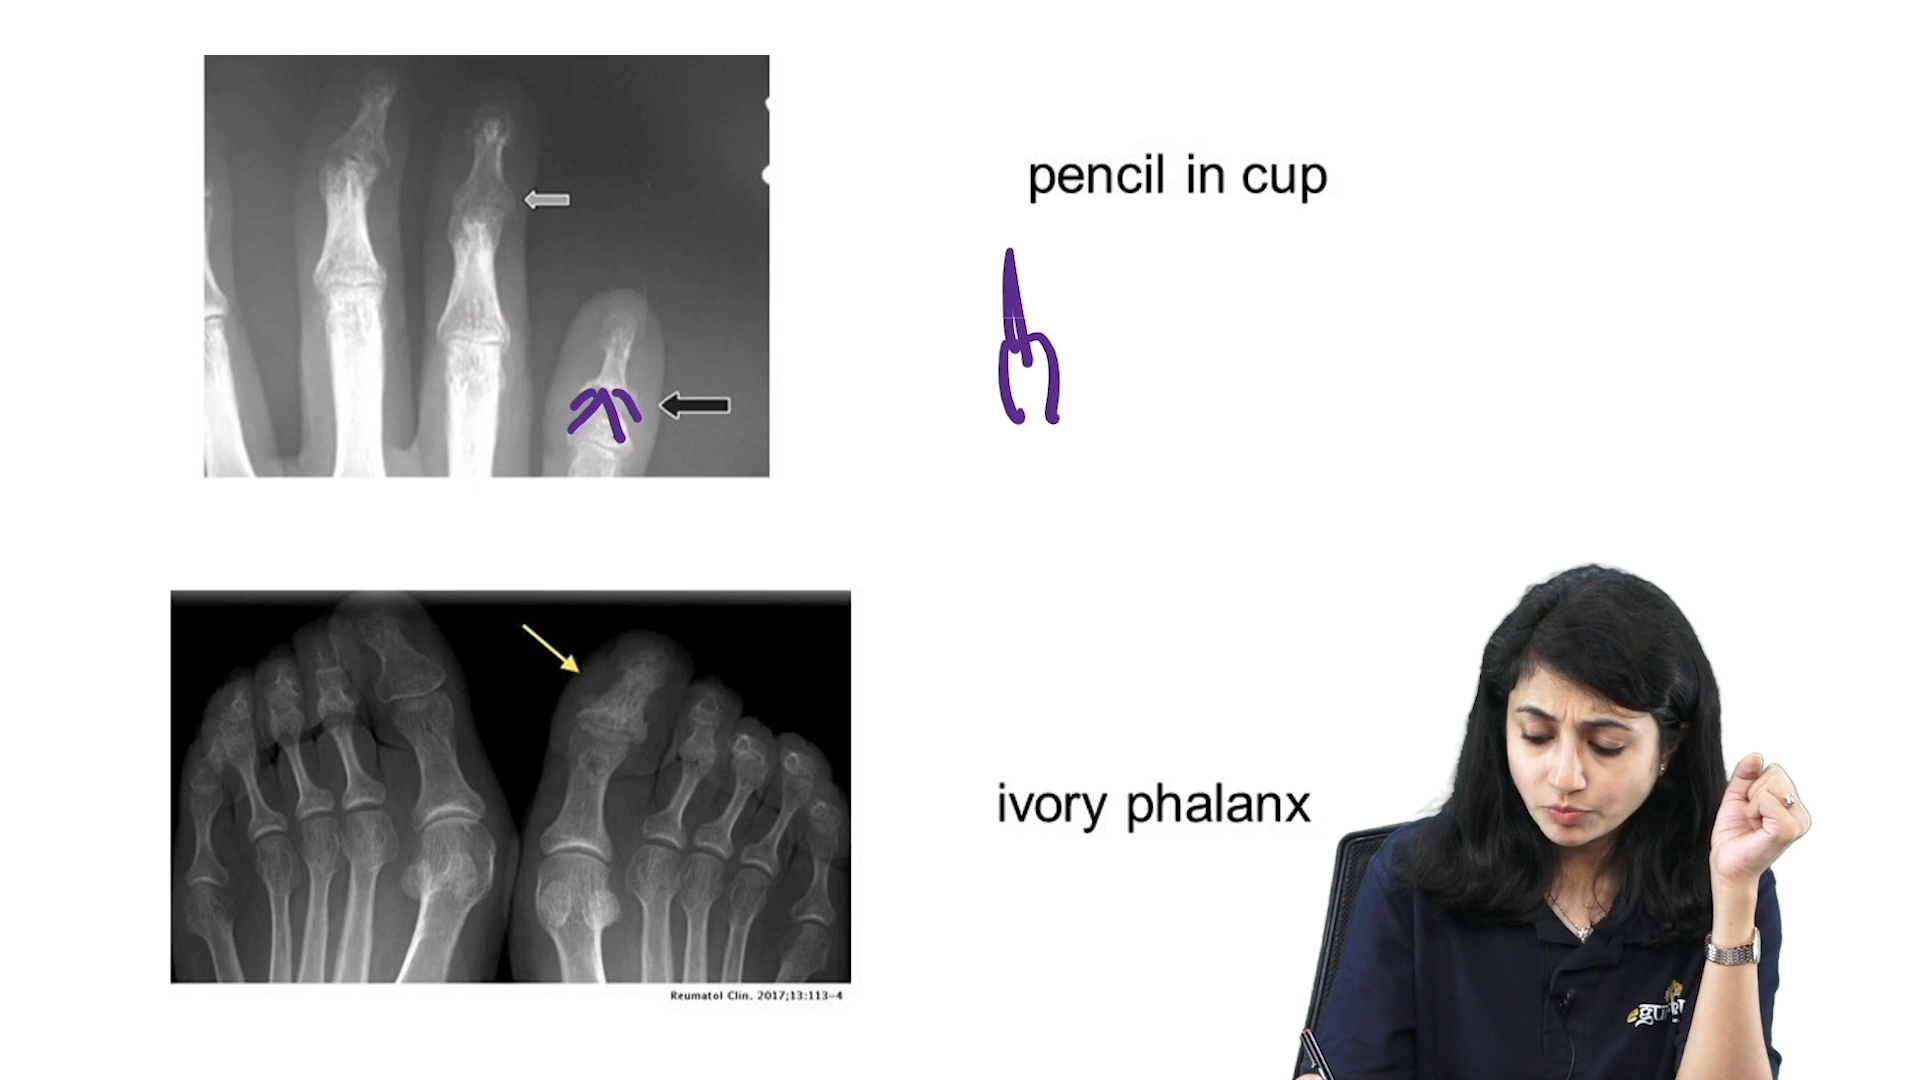 pencil in cup
ivory phalanx
Reumatol Clin. 2017;13:113–4